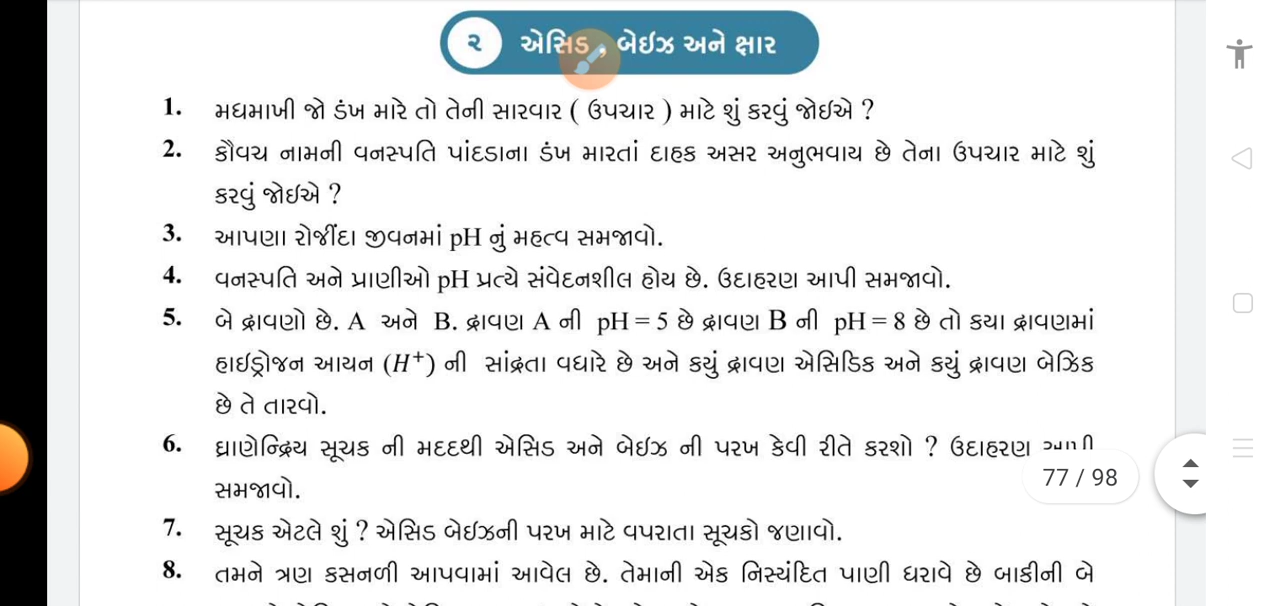 ૨ એસિડ, બેઈઝ અને ક્ષાર
1. મધમાખી જો ડંખ મારે તો તેની સારવાર ( ઉપચાર ) માટે શું કરવું જોઈએ ?
2. કૌવચ નામની વનસ્પતિ પાંદડાના ડંખ મારતાં દાહક અસર અનુભવાય છે તેના ઉપચાર માટે શું
કરવું જોઈએ ?
3. આપણા રોજીંદા જીવનમાં pH નું મહત્વ સમજાવો.
4. વનસ્પતિ અને પ્રાણીઓ pH પ્રત્યે સંવેદનશીલ હોય છે. ઉદાહરણ આપી સમજાવો.
5. બે દ્રાવણો છે. A અને B. દ્રાવણ A ની pH = 5 છે દ્રાવણ B ની pH = 8 છે તો કયા દ્રાવણમાં
હાઈડ્રોજન આયન (H⁺) ની સાંદ્રતા વધારે છે અને કયું દ્રાવણ એસિડિક અને કયું દ્રાવણ બેઝિક
છે તે તારવો.
6. ઘ્રાણેન્દ્રિય સૂચક ની મદદથી એસિડ અને બેઈઝ ની પરખ કેવી રીતે કરશો ? ઉદાહરણ આપી
77 / 98
સમજાવો.
7. સૂચક એટલે શું ? એસિડ બેઈઝની પરખ માટે વપરાતા સૂચકો જણાવો.
8. તમને ત્રણ કસનળી આપવામાં આવેલ છે. તેમાની એક નિસ્યંદિત પાણી ધરાવે છે બાકીની બે